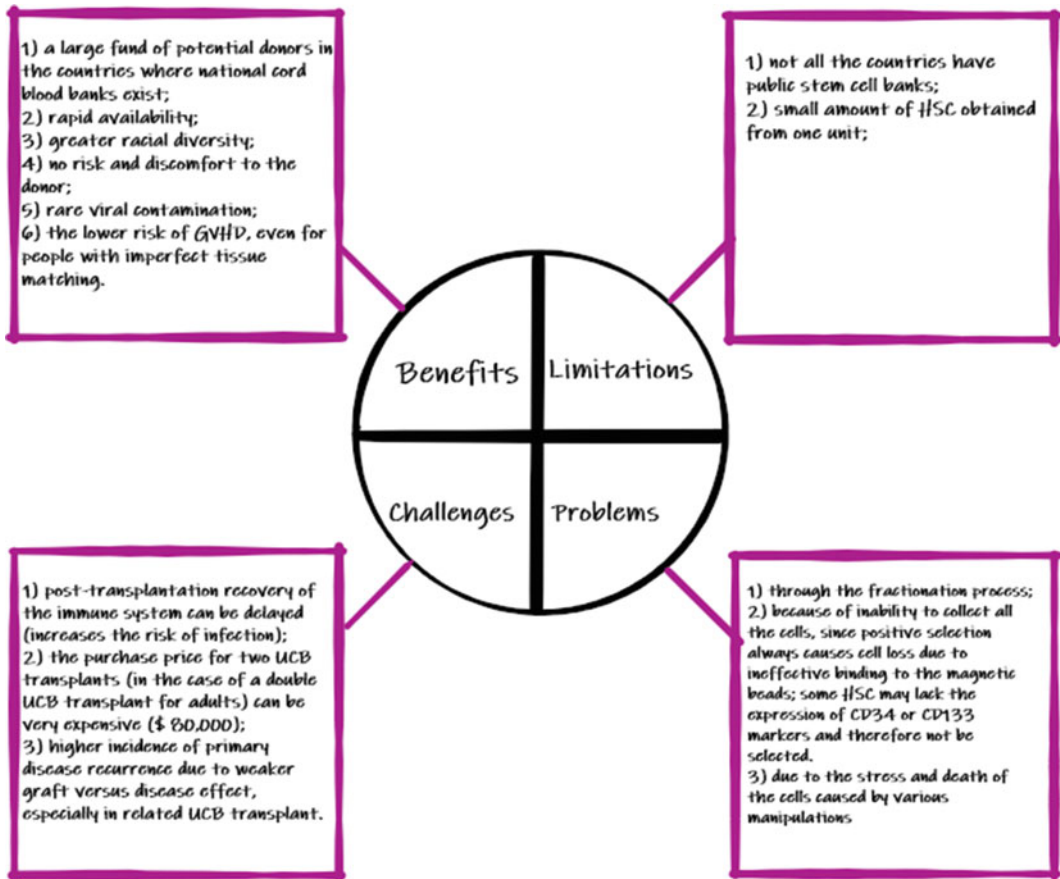 1) a large fund of potential donors in
the countries where national cord
blood banks exist;
2) rapid availability;
3) greater racial diversity;
4) no risk and discomfort to the
donor;
5) rare viral contamination;
6) the lower risk of GVHD, even for
people with imperfect tissue
matching.
1) not all the countries have
public stem cell banks;
2) small amount of HSC obtained
from one unit;
Benefits
Limitations
Challenges
Problems
1) post-transplantation recovery of
the immune system can be delayed
(increases the risk of infection);
2) the purchase price for two UCB
transplants (in the case of a double
UCB transplant for adults) can be
very expensive ($ 80,000);
3) higher incidence of primary
disease recurrence due to weaker
graft versus disease effect,
especially in related UCB transplant.
1) through the fractionation process;
2) because of inability to collect all
the cells, since positive selection
always causes cell loss due to
ineffective binding to the magnetic
beads; some HSC may lack the
expression of CD34 or CD133
markers and therefore not be
selected.
3) due to the stress and death of
the cells caused by various
manipulations